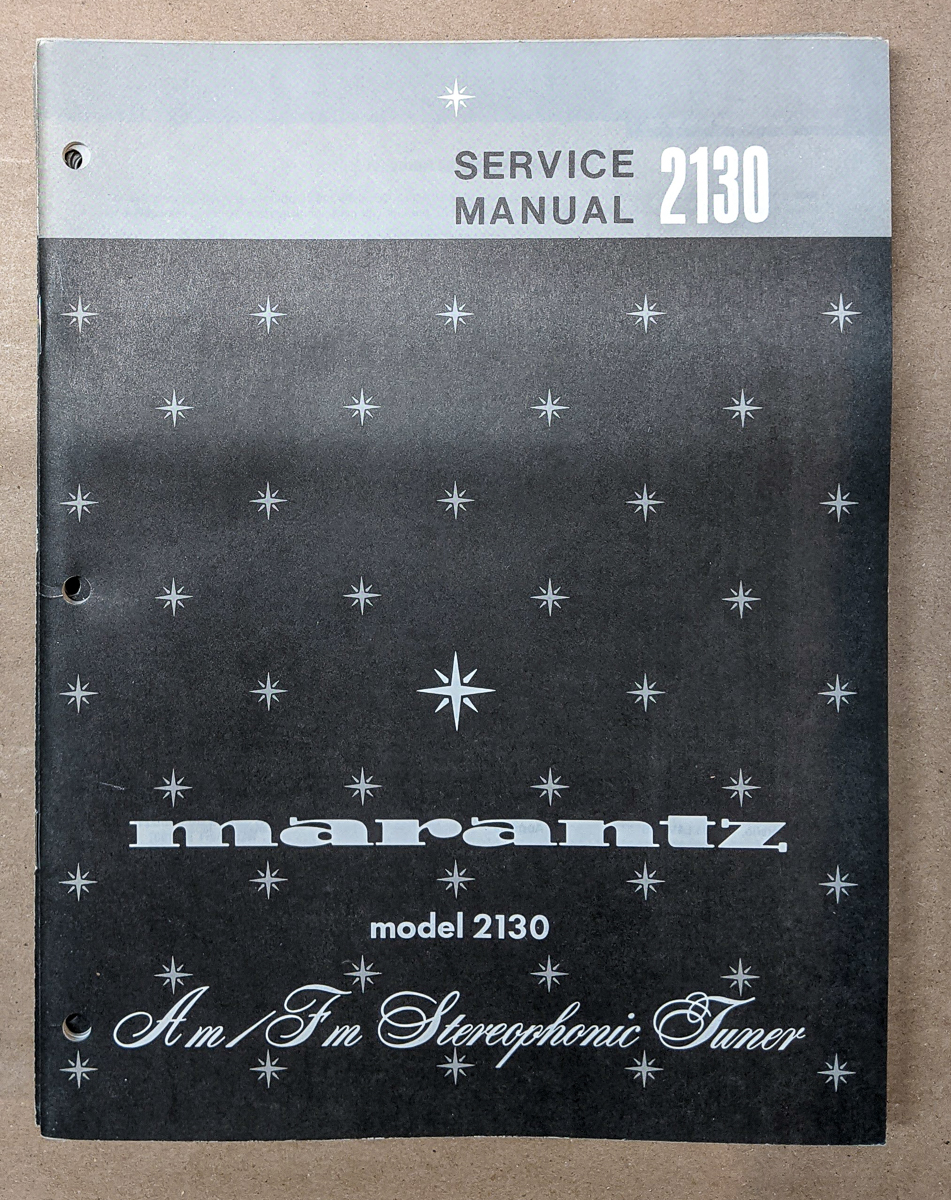 SERVICE
MANUAL 2130
marantz
model 2130
Am/Fm Stereophonic Tuner